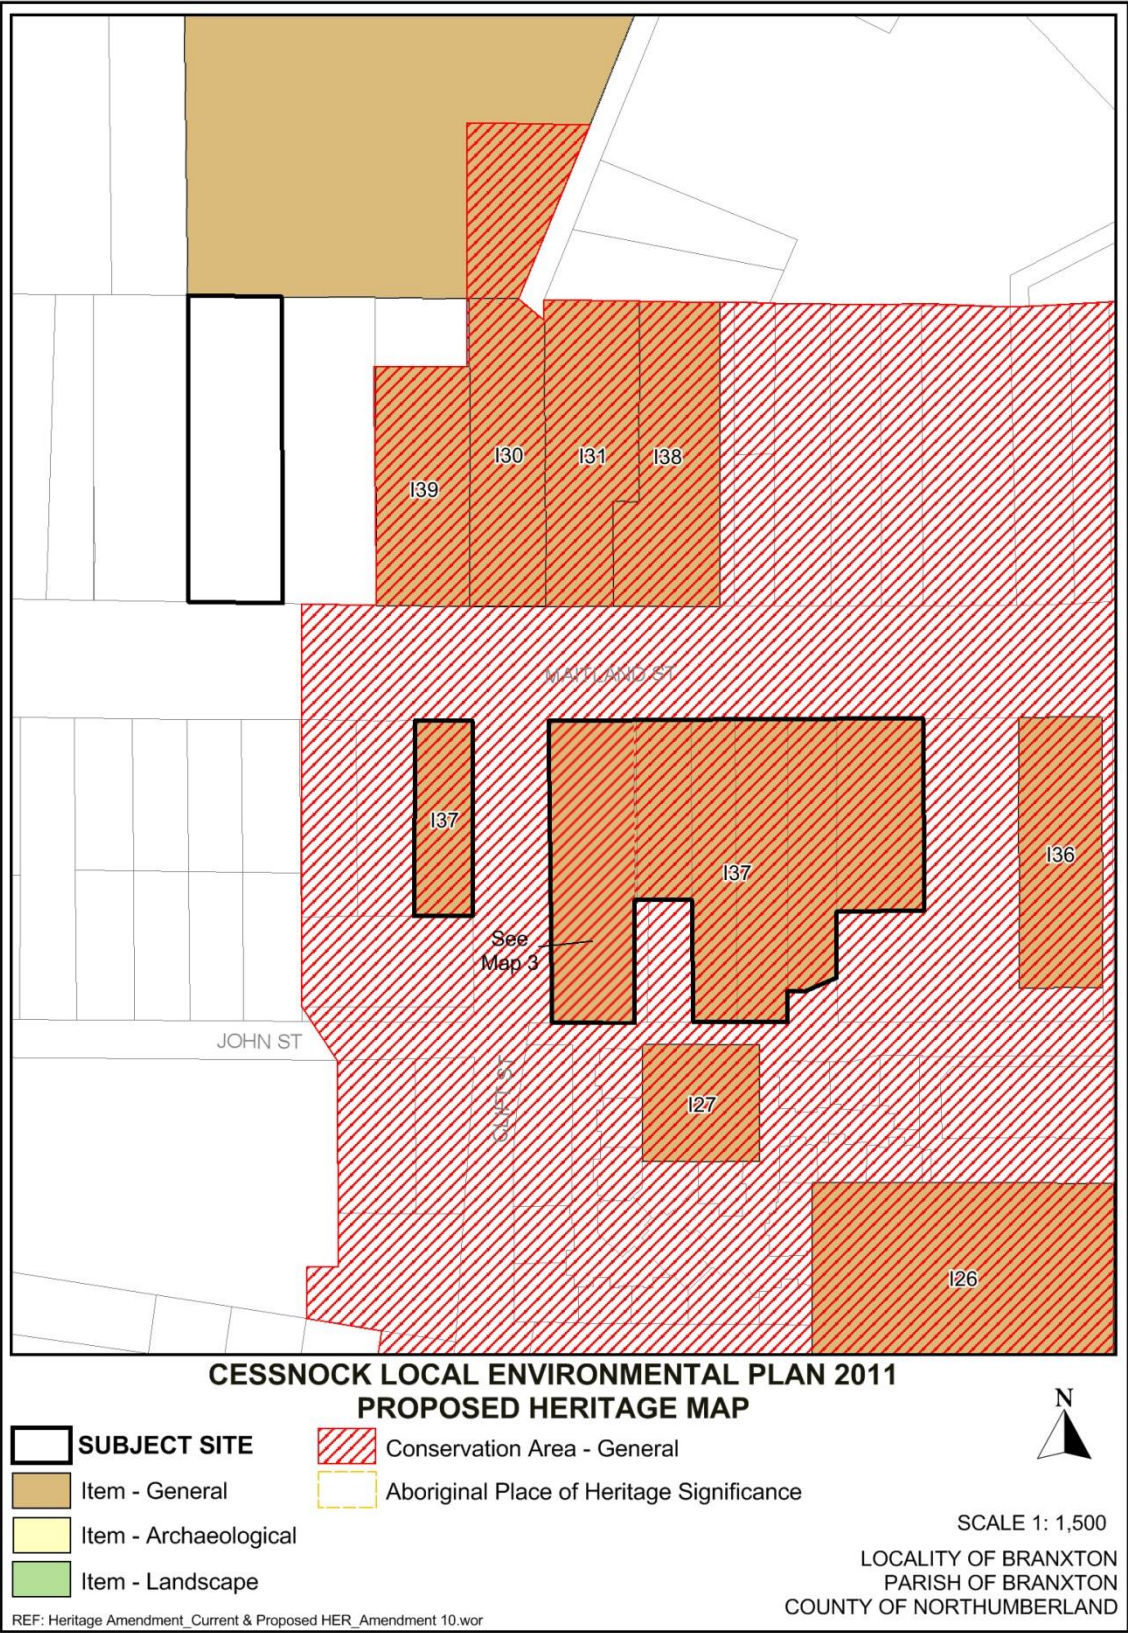 I30
I31
I38
I39
MAITLAND ST
I37
I37
I36
See
Map 3
JOHN ST
CLIFT ST
I27
I26
CESSNOCK LOCAL ENVIRONMENTAL PLAN 2011
PROPOSED HERITAGE MAP
N
SUBJECT SITE
Conservation Area - General
Item - General
Aboriginal Place of Heritage Significance
Item - Archaeological
Item - Landscape
SCALE 1: 1,500
LOCALITY OF BRANXTON
PARISH OF BRANXTON
COUNTY OF NORTHUMBERLAND
REF: Heritage Amendment_Current & Proposed HER_Amendment 10.wor